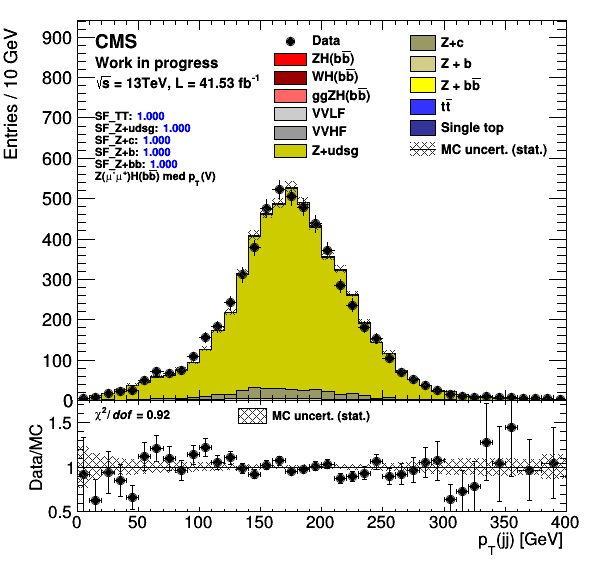 CMS
Work in progress
√s = 13TeV, L = 41.53 fb⁻¹
SF_TT: 1.000
SF_Z+udsg: 1.000
SF_Z+c: 1.000
SF_Z+b: 1.000
SF_Z+bb: 1.000
Z(μ⁻μ⁺)H(bb̅) med p_T(V)
Data
ZH(bb̅)
WH(bb̅)
ggZH(bb̅)
VVLF
VVHF
Z+udsg
Z+c
Z + b
Z + bb̅
tt̅
Single top
MC uncert. (stat.)
Entries / 10 GeV
900
800
700
600
500
400
300
200
100
0
χ²/dof = 0.92
MC uncert. (stat.)
Data/MC
1.5
1
0.5
0 50 100 150 200 250 300 350 400
p_T(jj) [GeV]